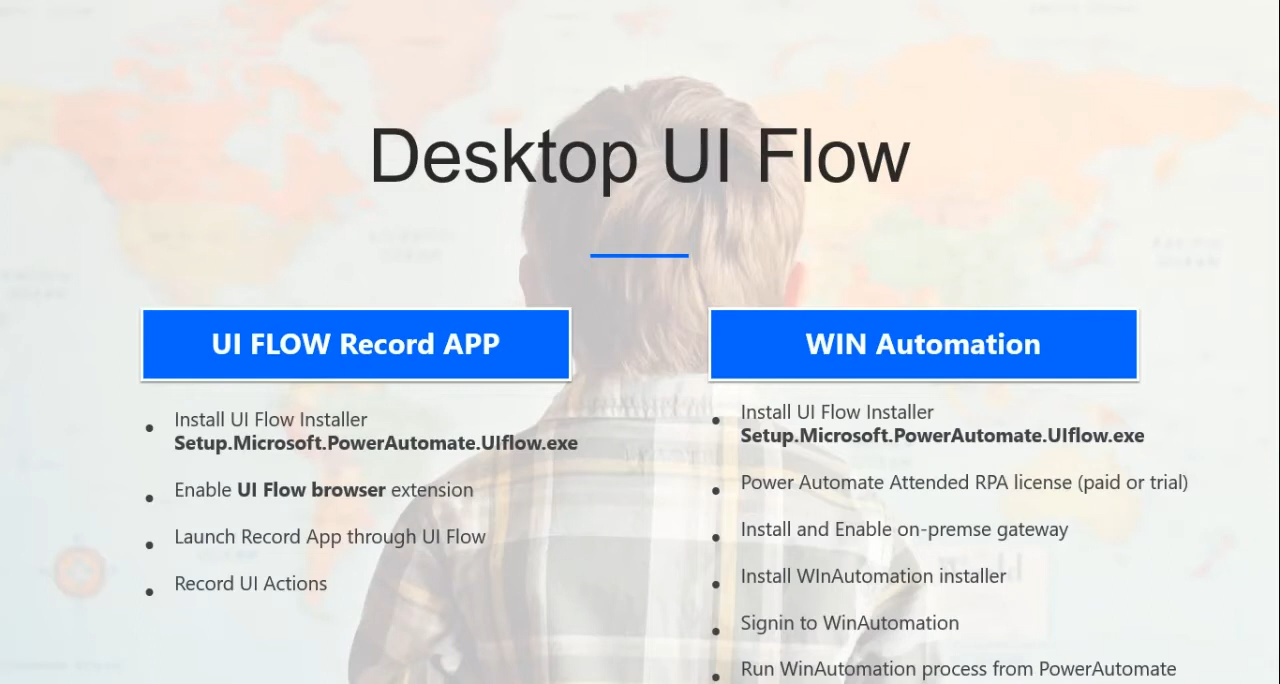 Desktop UI Flow
UI FLOW Record APP
Install UI Flow Installer
Setup.Microsoft.PowerAutomate.UIflow.exe
Enable UI Flow browser extension
Launch Record App through UI Flow
Record UI Actions
WIN Automation
Install UI Flow Installer
Setup.Microsoft.PowerAutomate.UIflow.exe
Power Automate Attended RPA license (paid or trial)
Install and Enable on-premse gateway
Install WInAutomation installer
Signin to WinAutomation
Run WinAutomation process from PowerAutomate